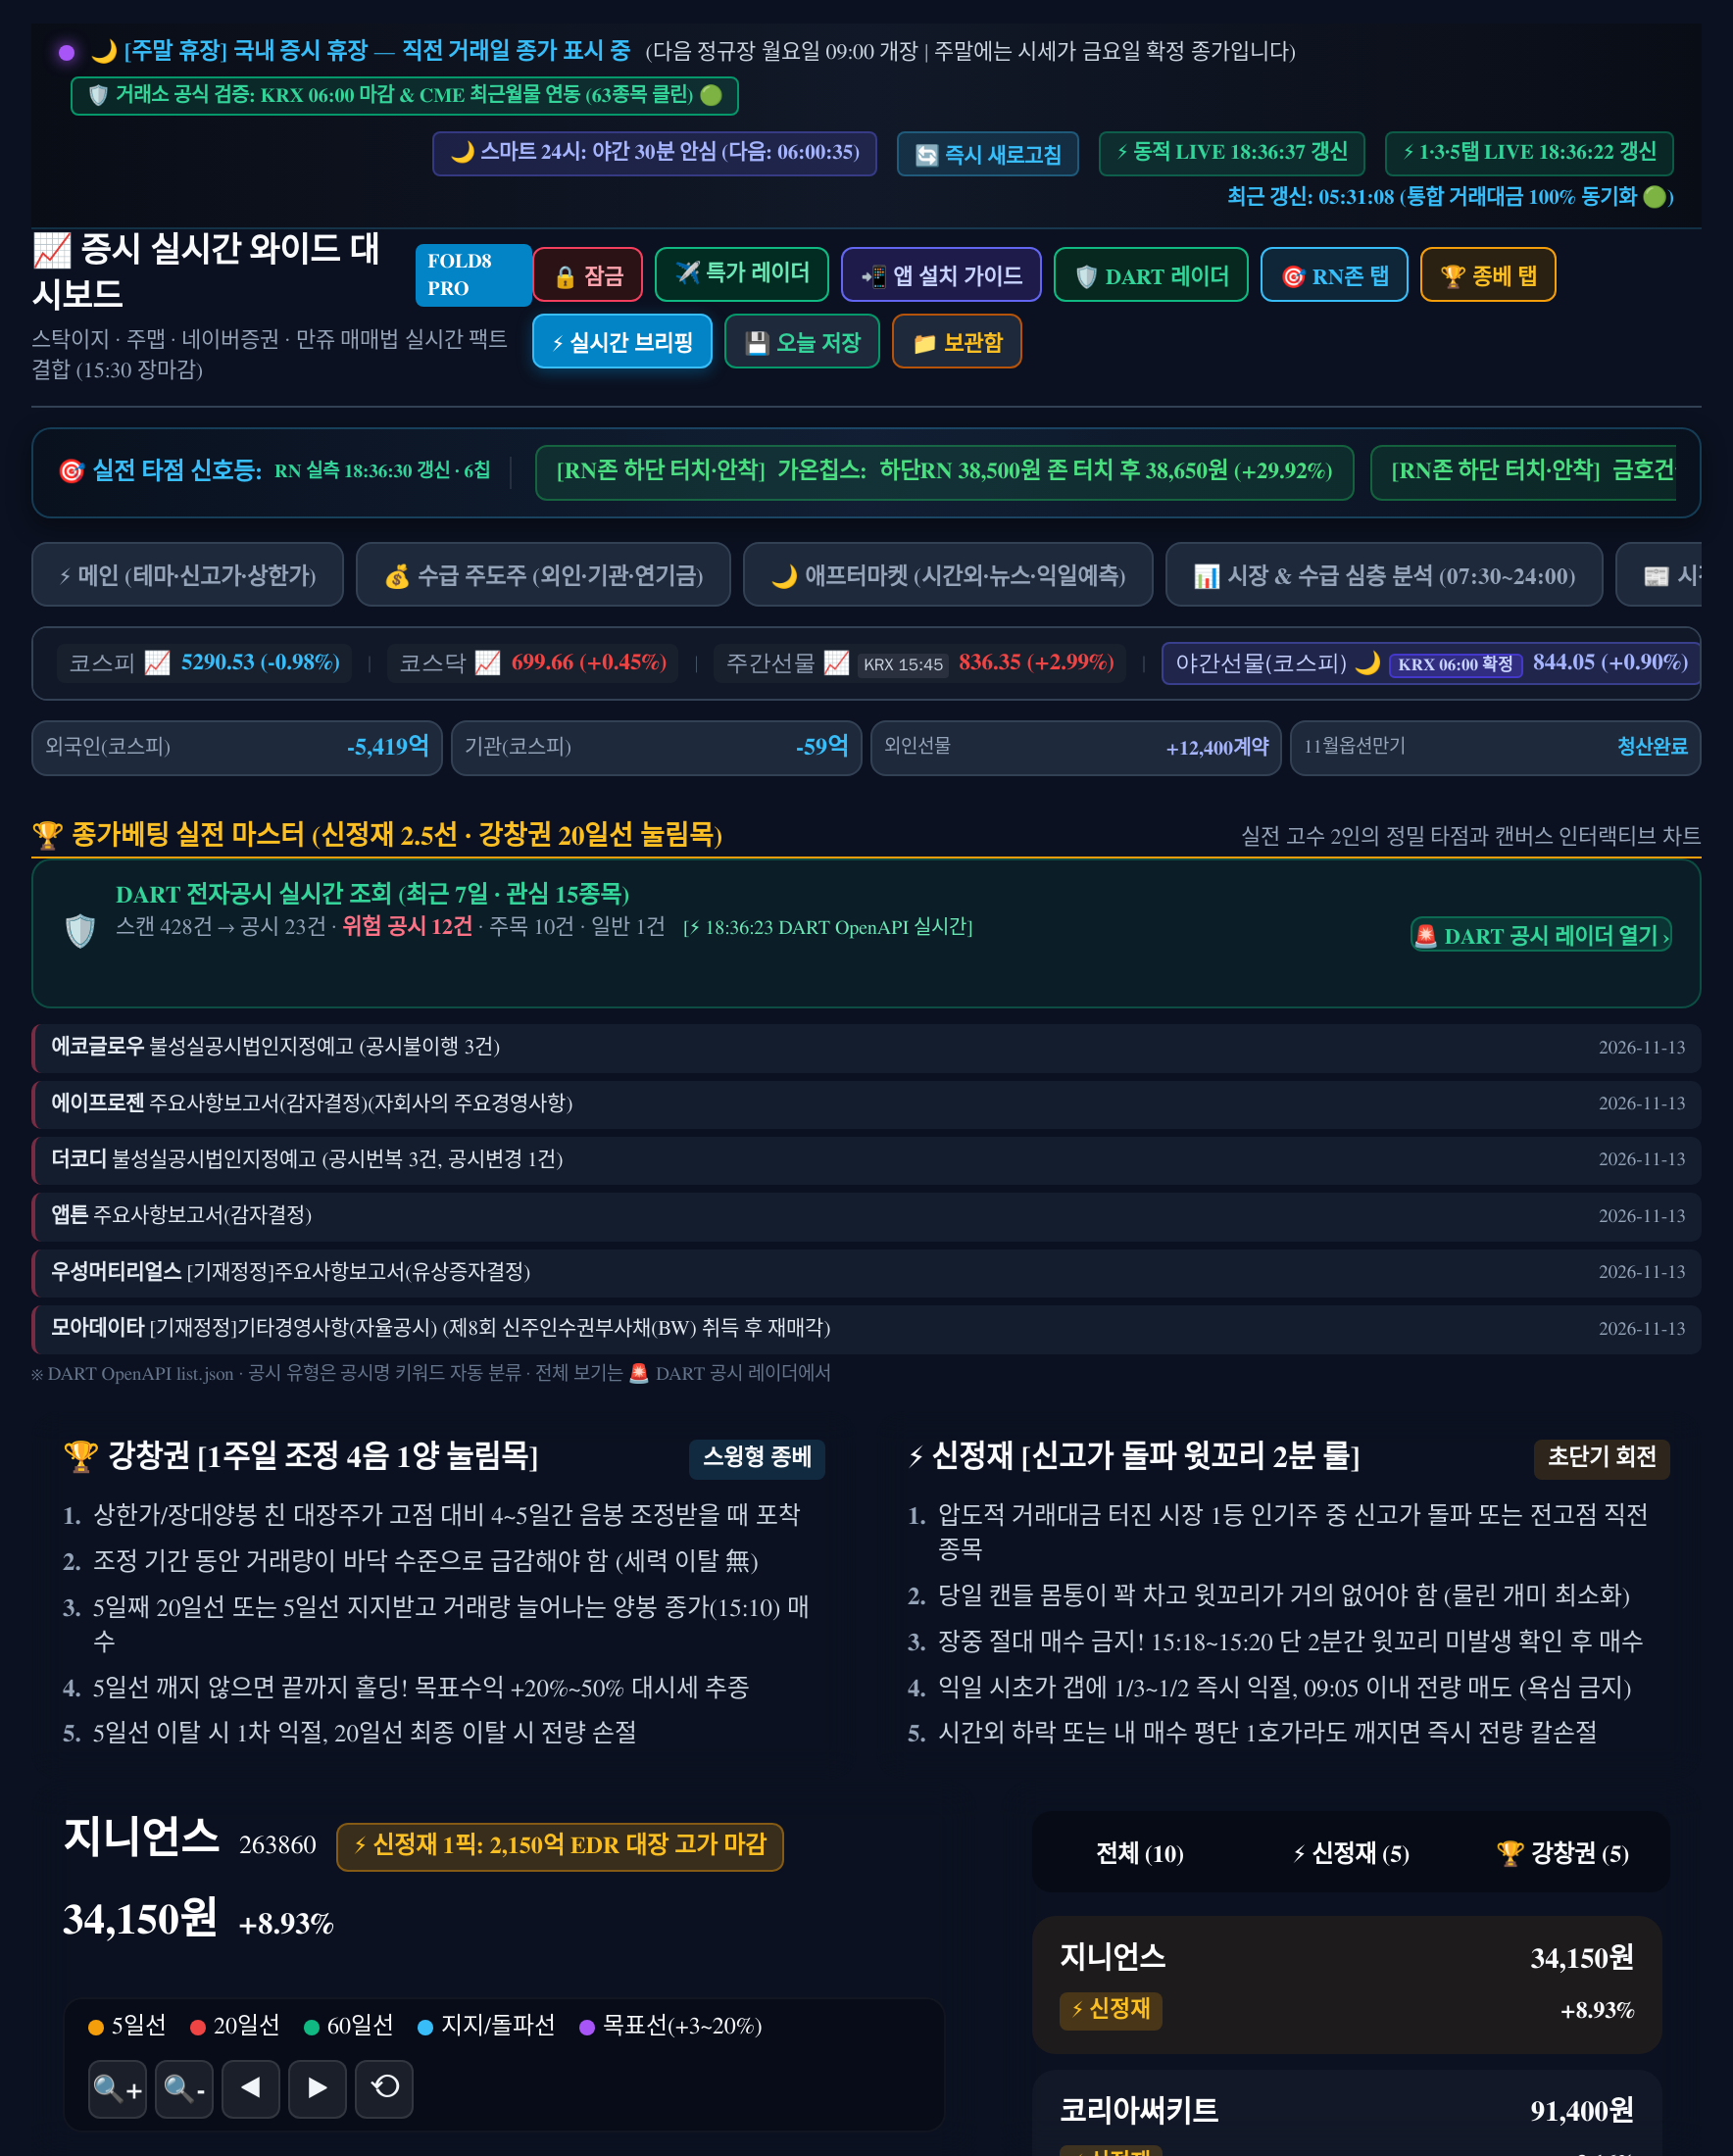 🌙 [주말 휴장] 국내 증시 휴장 — 직전 거래일 종가 표시 중 (다음 정규장 월요일 09:00 개장 | 주말에는 시세가 금요일 확정 종가입니다)
🛡️ 거래소 공식 검증: KRX 06:00 마감 & CME 최근월물 연동 (63종목 클린) 🟢
🌙 스마트 24시: 야간 30분 안심 (다음: 06:00:35) 🔄 즉시 새로고침 ⚡ 동적 LIVE 18:36:37 갱신 ⚡ 1·3·5탭 LIVE 18:36:22 갱신
최근 갱신: 05:31:08 (통합 거래대금 100% 동기화 🟢)
📈 증시 실시간 와이드 대
시보드
FOLD8
PRO
🔒 잠금 ✈️ 특가 레이더 📲 앱 설치 가이드 🛡️ DART 레이더 🎯 RN존 탭 🏆 종베 탭
⚡ 실시간 브리핑 💾 오늘 저장 📁 보관함
스탁이지 · 주맵 · 네이버증권 · 만쥬 매매법 실시간 팩트
결합 (15:30 장마감)
🎯 실전 타점 신호등: RN 실측 18:36:30 갱신 · 6칩 [RN존 하단 터치·안착] 가온칩스: 하단RN 38,500원 존 터치 후 38,650원 (+29.92%) [RN존 하단 터치·안착] 금호건
⚡ 메인 (테마·신고가·상한가) 💰 수급 주도주 (외인·기관·연기금) 🌙 애프터마켓 (시간외·뉴스·익일예측) 📊 시장 & 수급 심층 분석 (07:30~24:00) 📰
코스피 📈 5290.53 (-0.98%) | 코스닥 📈 699.66 (+0.45%) | 주간선물 📈 KRX 15:45 836.35 (+2.99%) | 야간선물(코스피) 🌙 KRX 06:00 확정 844.05 (+0.90%)
외국인(코스피) -5,419억 기관(코스피) -59억 외인선물 +12,400계약 11월옵션만기 청산완료
🏆 종가베팅 실전 마스터 (신정재 2.5선 · 강창권 20일선 눌림목) 실전 고수 2인의 정밀 타점과 캔버스 인터랙티브 차트
DART 전자공시 실시간 조회 (최근 7일 · 관심 15종목)
🛡️ 스캔 428건 → 공시 23건 · 위험 공시 12건 · 주목 10건 · 일반 1건 [⚡ 18:36:23 DART OpenAPI 실시간] 🚨 DART 공시 레이더 열기 ›
에코글로우 불성실공시법인지정예고 (공시불이행 3건) 2026-11-13
에이프로젠 주요사항보고서(감자결정)(자회사의 주요경영사항) 2026-11-13
더코디 불성실공시법인지정예고 (공시번복 3건, 공시변경 1건) 2026-11-13
앱튼 주요사항보고서(감자결정) 2026-11-13
우성머티리얼스 [기재정정]주요사항보고서(유상증자결정) 2026-11-13
모아데이타 [기재정정]기타경영사항(자율공시) (제8회 신주인수권부사채(BW) 취득 후 재매각) 2026-11-13
※ DART OpenAPI list.json · 공시 유형은 공시명 키워드 자동 분류 · 전체 보기는 🚨 DART 공시 레이더에서
🏆 강창권 [1주일 조정 4음 1양 눌림목] 스윙형 종베
1. 상한가/장대양봉 친 대장주가 고점 대비 4~5일간 음봉 조정받을 때 포착
2. 조정 기간 동안 거래량이 바닥 수준으로 급감해야 함 (세력 이탈 無)
3. 5일째 20일선 또는 5일선 지지받고 거래량 늘어나는 양봉 종가(15:10) 매
수
4. 5일선 깨지 않으면 끝까지 홀딩! 목표수익 +20%~50% 대시세 추종
5. 5일선 이탈 시 1차 익절, 20일선 최종 이탈 시 전량 손절
⚡ 신정재 [신고가 돌파 윗꼬리 2분 룰] 초단기 회전
1. 압도적 거래대금 터진 시장 1등 인기주 중 신고가 돌파 또는 전고점 직전
종목
2. 당일 캔들 몸통이 꽉 차고 윗꼬리가 거의 없어야 함 (물린 개미 최소화)
3. 장중 절대 매수 금지! 15:18~15:20 단 2분간 윗꼬리 미발생 확인 후 매수
4. 익일 시초가 갭에 1/3~1/2 즉시 익절, 09:05 이내 전량 매도 (욕심 금지)
5. 시간외 하락 또는 내 매수 평단 1호가라도 깨지면 즉시 전량 칼손절
지니언스 263860 ⚡ 신정재 1픽: 2,150억 EDR 대장 고가 마감
34,150원 +8.93%
5일선 20일선 60일선 지지/돌파선 목표선(+3~20%)
🔍+ 🔍- ◀ ▶ ⟲
전체 (10) ⚡ 신정재 (5) 🏆 강창권 (5)
지니언스 34,150원
⚡ 신정재 +8.93%
코리아써키트 91,400원